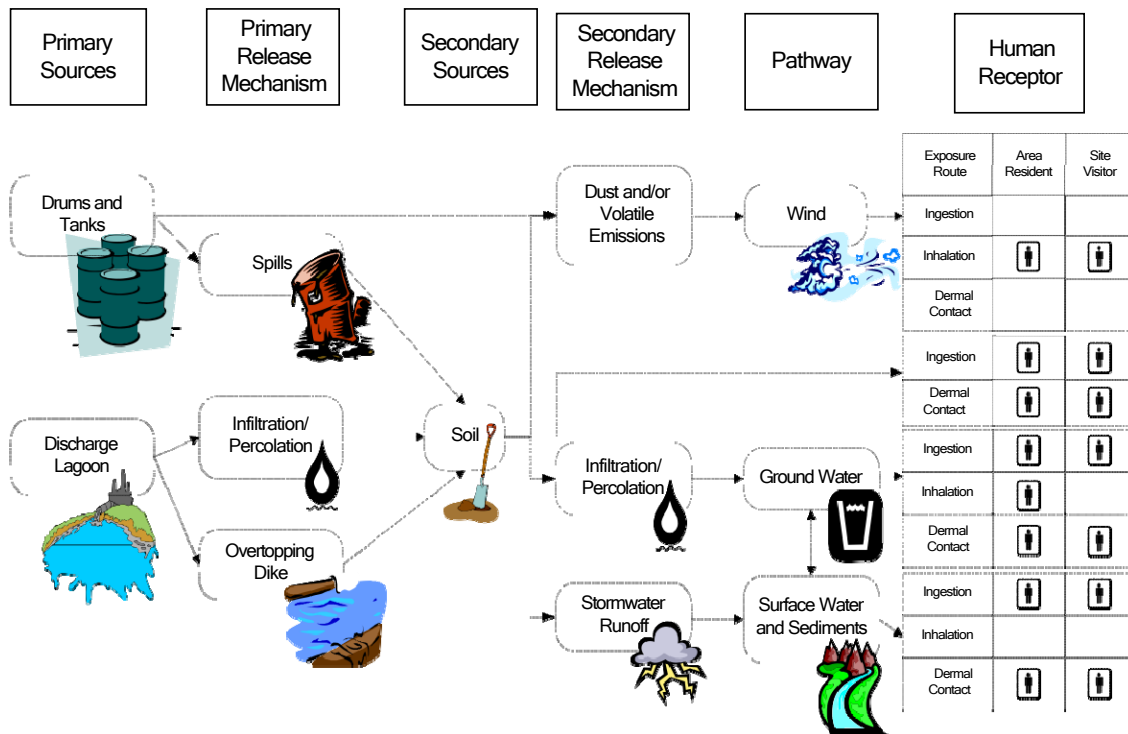 Primary
Sources
Primary
Release
Mechanism
Secondary
Sources
Secondary
Release
Mechanism
Pathway
Human
Receptor
Exposure
Route
Area
Resident
Site
Visitor
Drums and
Tanks
Spills
Dust and/or
Volatile
Emissions
Wind
Ingestion
Inhalation
Dermal
Contact
Ingestion
Dermal
Contact
Discharge
Lagoon
Infiltration/
Percolation
Soil
Infiltration/
Percolation
Ground Water
Ingestion
Inhalation
Dermal
Contact
Overtopping
Dike
Stormwater
Runoff
Surface Water
and Sediments
Ingestion
Inhalation
Dermal
Contact